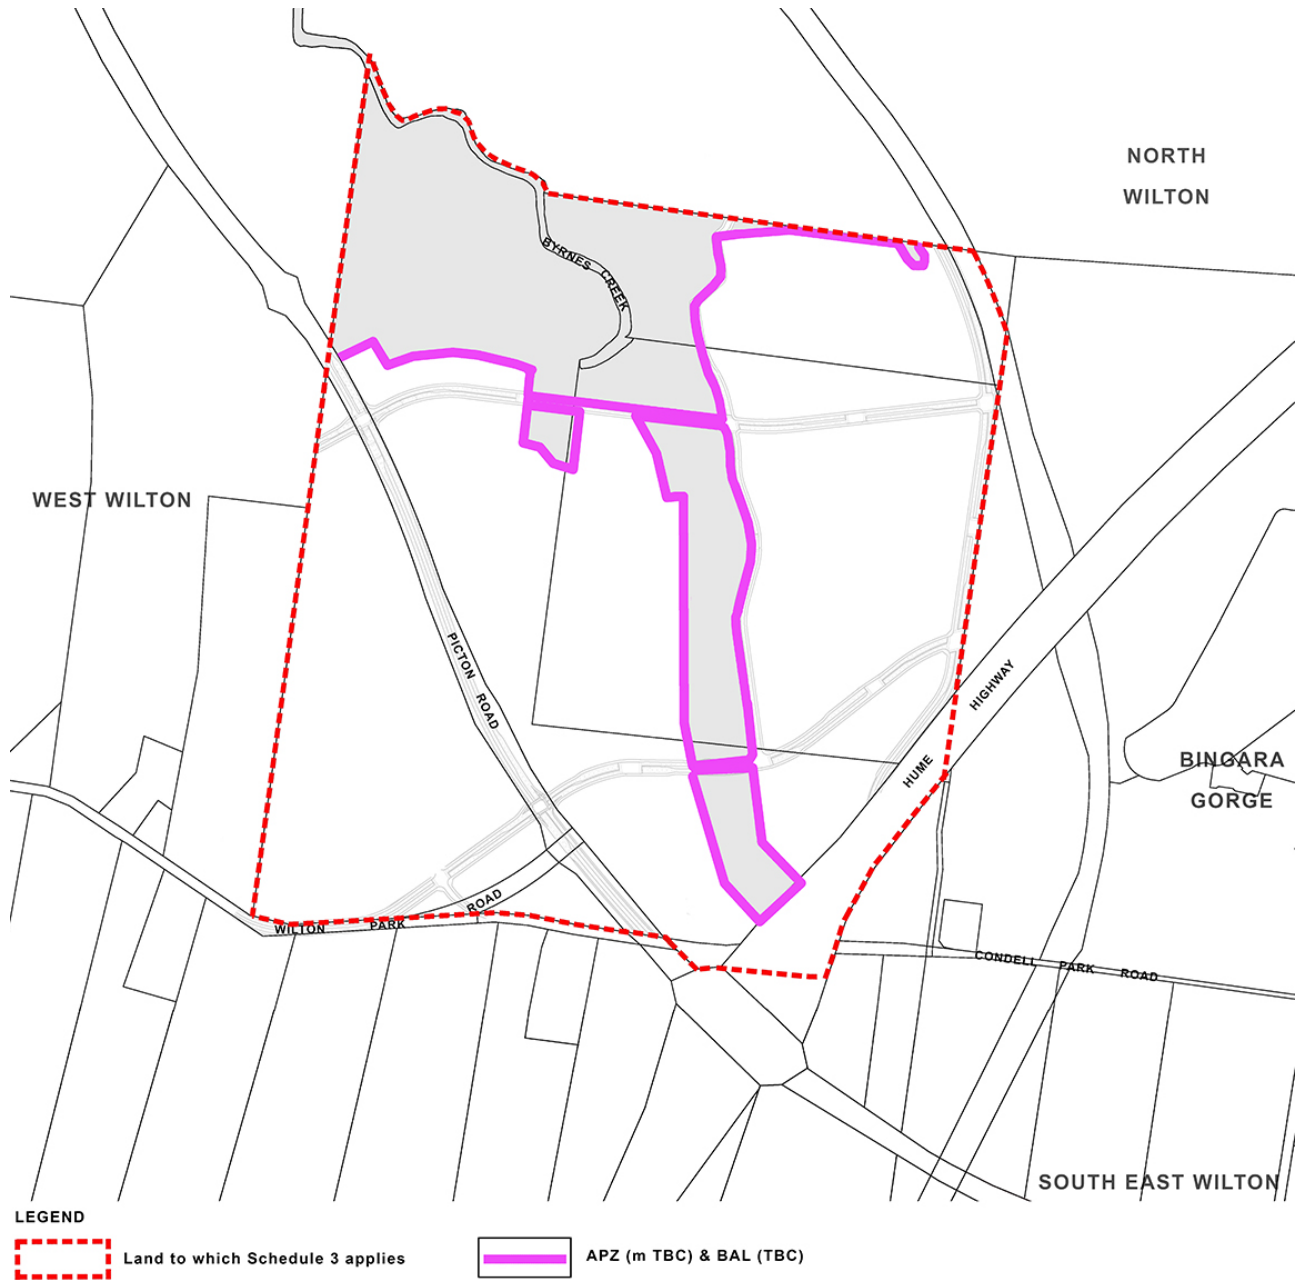 NORTH
WILTON
BYRNES CREEK
WEST WILTON
PICTON ROAD
HUME HIGHWAY
BINGARA
GORGE
WILTON PARK ROAD
CONDELL PARK ROAD
SOUTH EAST WILTON
LEGEND
Land to which Schedule 3 applies
APZ (m TBC) & BAL (TBC)